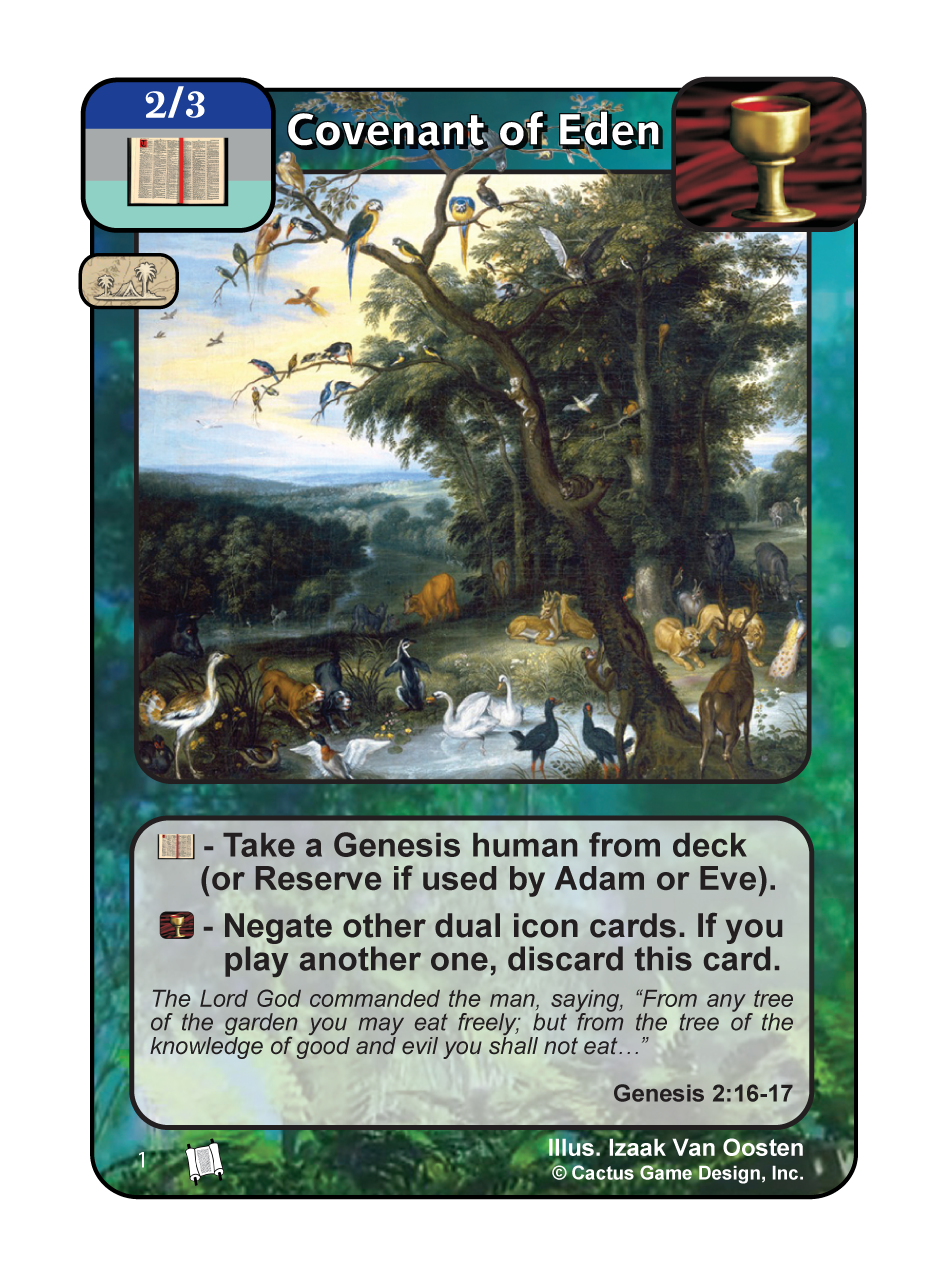 2/3
Covenant of Eden
- Take a Genesis human from deck
(or Reserve if used by Adam or Eve).
- Negate other dual icon cards. If you
play another one, discard this card.
The Lord God commanded the man, saying, “From any tree
of the garden you may eat freely; but from the tree of the
knowledge of good and evil you shall not eat…”
Genesis 2:16-17
1
Illus. Izaak Van Oosten
© Cactus Game Design, Inc.